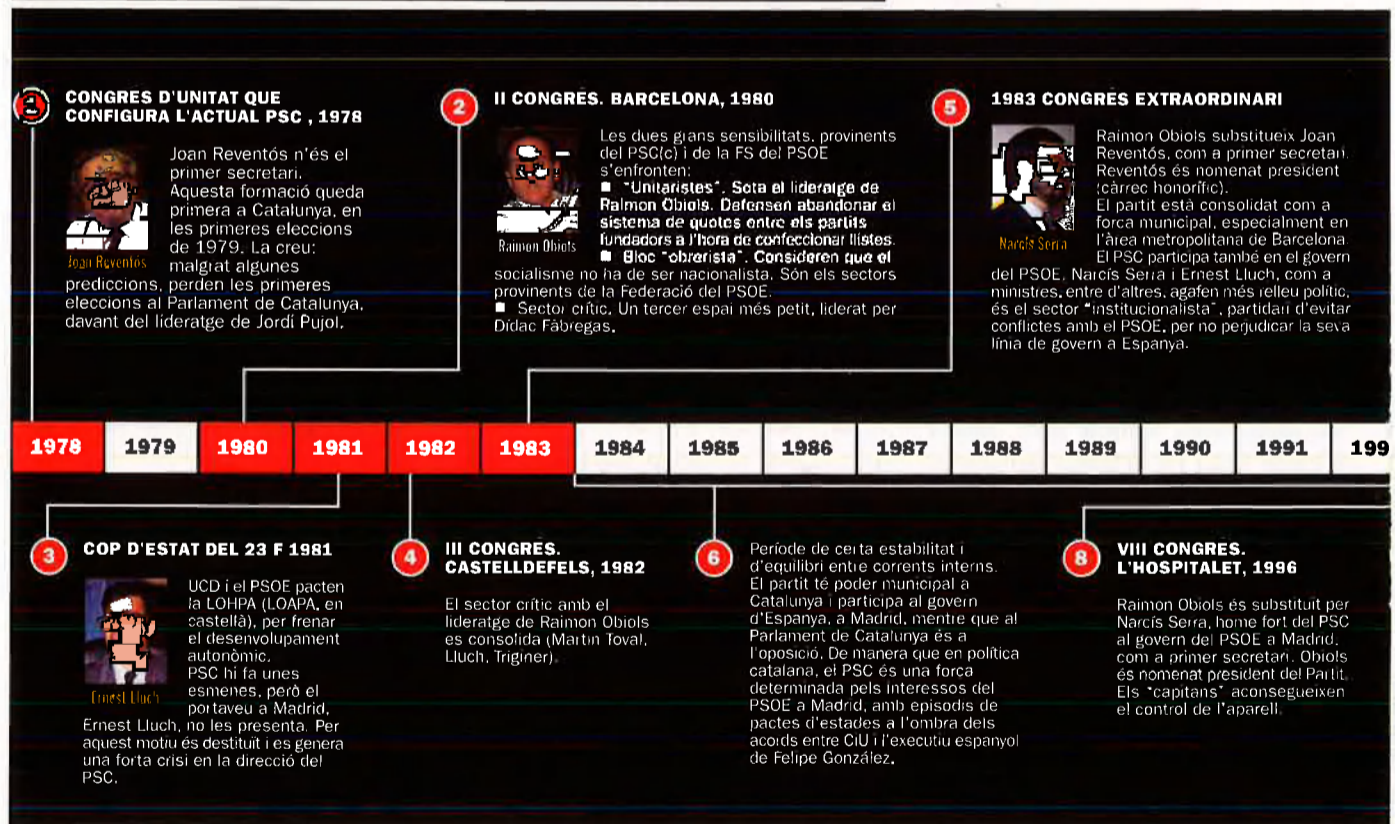 1
CONGRES D'UNITAT QUE
CONFIGURA L'ACTUAL PSC , 1978
Joan Reventós n'és el
primer secretari.
Aquesta formació queda
primera a Catalunya, en
les primeres eleccions
de 1979. La creu:
malgrat algunes
prediccions, perden les primeres
eleccions al Parlament de Catalunya,
davant del lideratge de Jordi Pujol.
Joan Reventós
2
II CONGRÉS. BARCELONA, 1980
Les dues grans sensibilitats, provinents
del PSC(c) i de la FS del PSOE
s'enfronten:
■ "Unitaristes". Sota el lideratge de
Raimon Obiols. Defensen abandonar el
sistema de quotes entre els partits
fundadors a l'hora de confeccionar llistes.
■ Bloc "obrerista". Consideren que el
socialisme no ha de ser nacionalista. Són els sectors
provinents de la Federació del PSOE.
■ Sector crític. Un tercer espai més petit, liderat per
Dídac Fàbregas.
Raimon Obiols
5
1983 CONGRES EXTRAORDINARI
Raimon Obiols substitueix Joan
Reventós, com a primer secretari.
Reventós és nomenat president
(càrrec honorífic).
El partit està consolidat com a
força municipal, especialment en
l'àrea metropolitana de Barcelona.
El PSC participa també en el govern
del PSOE. Narcís Serra i Ernest Lluch, com a
ministres, entre d'altres, agafen més relleu polític,
és el sector "institucionalista", partidari d'evitar
conflictes amb el PSOE, per no perjudicar la seva
línia de govern a Espanya.
Narcís Serra
1978 1979 1980 1981 1982 1983 1984 1985 1986 1987 1988 1989 1990 1991 199
3
COP D'ESTAT DEL 23 F 1981
UCD i el PSOE pacten
la LOHPA (LOAPA, en
castellà), per frenar
el desenvolupament
autonòmic.
PSC hi fa unes
esmenes, però el
portaveu a Madrid,
Ernest Lluch, no les presenta. Per
aquest motiu és destituït i es genera
una forta crisi en la direcció del
PSC.
Ernest Lluch
4
III CONGRES.
CASTELLDEFELS, 1982
El sector crític amb el
lideratge de Raimon Obiols
es consolida (Martin Toval,
Lluch, Triginer).
6
Període de certa estabilitat i
d'equilibri entre corrents interns.
El partit té poder municipal a
Catalunya i participa al govern
d'Espanya, a Madrid, mentre que al
Parlament de Catalunya és a
l'oposició. De manera que en política
catalana, el PSC és una força
determinada pels interessos del
PSOE a Madrid, amb episodis de
pactes d'estades a l'ombra dels
acords entre CiU i l'executiu espanyol
de Felipe González.
8
VIII CONGRES.
L'HOSPITALET, 1996
Raimon Obiols és substituït per
Narcís Serra, home fort del PSC
al govern del PSOE a Madrid,
com a primer secretari. Obiols
és nomenat president del Partit.
Els "capitans" aconsegueixen
el control de l'aparell.